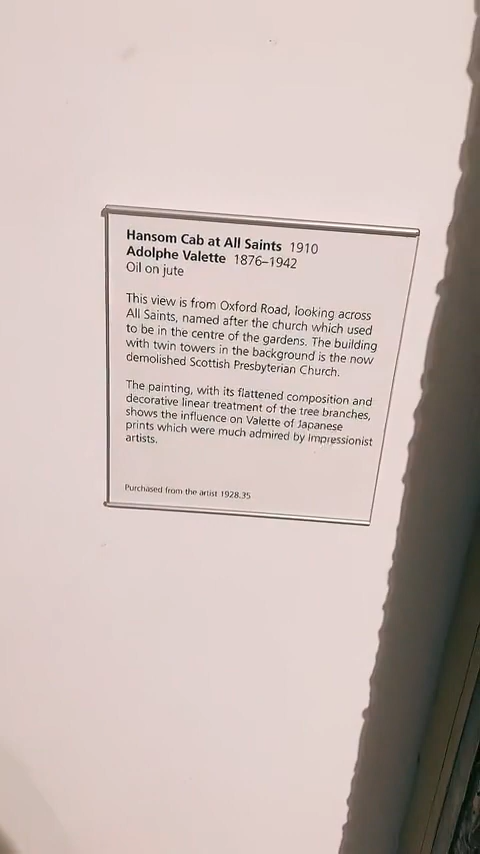 Hansom Cab at All Saints 1910
Adolphe Valette 1876–1942
Oil on jute
This view is from Oxford Road, looking across
All Saints, named after the church which used
to be in the centre of the gardens. The building
with twin towers in the background is the now
demolished Scottish Presbyterian Church.
The painting, with its flattened composition and
decorative linear treatment of the tree branches,
shows the influence on Valette of Japanese
prints which were much admired by Impressionist
artists.
Purchased from the artist 1928.35